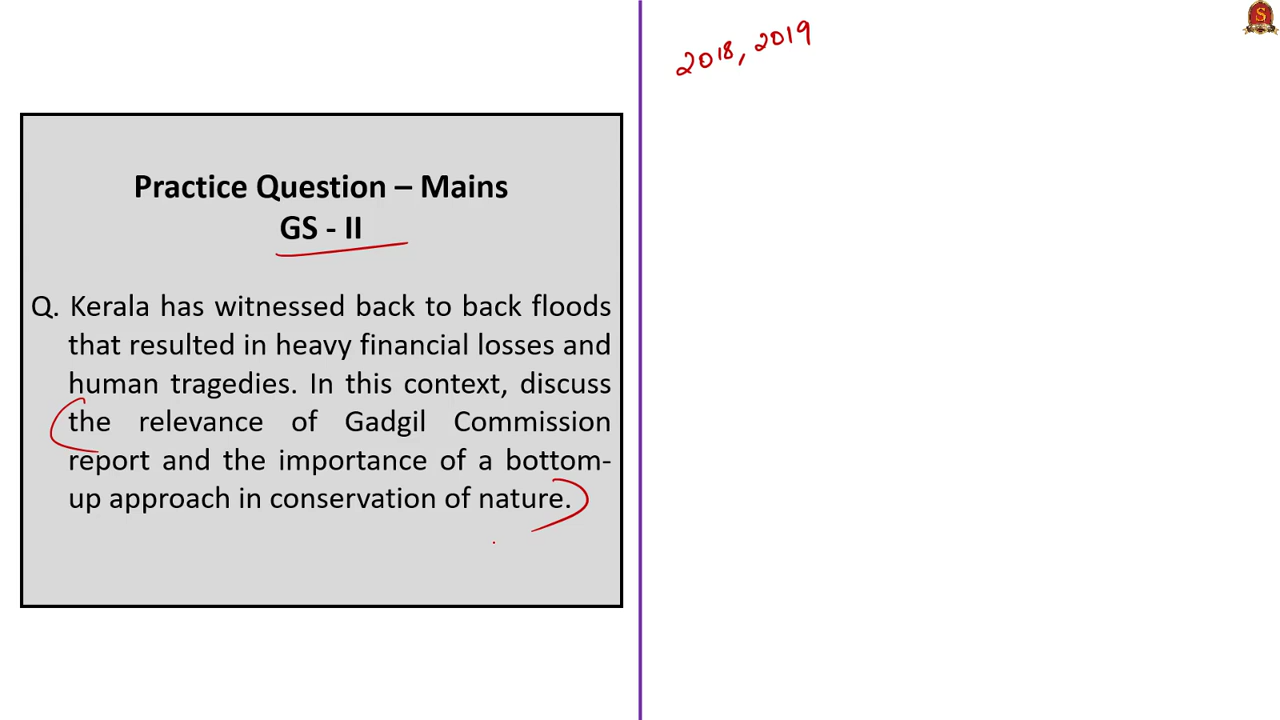 Practice Question – Mains
GS - II
Q. Kerala has witnessed back to back floods
that resulted in heavy financial losses and
human tragedies. In this context, discuss
the relevance of Gadgil Commission
report and the importance of a bottom-
up approach in conservation of nature.
2018, 2019
S